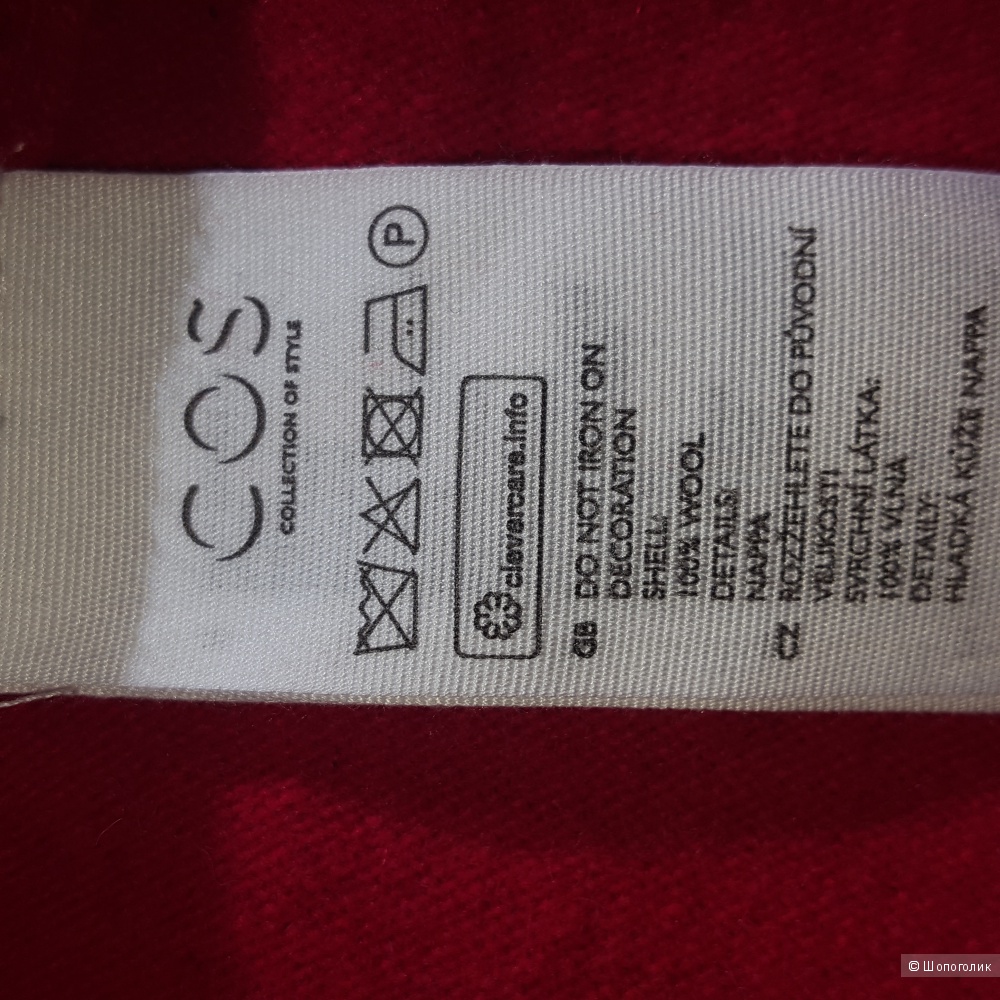 COS
COLLECTION OF STYLE
P
clevercare.info
GB DO NOT IRON ON
DECORATION
SHELL:
100% WOOL
DETAILS:
NAPPA
CZ ROZŽEHLETE DO PŮVODNÍ
VELIKOSTI
SVRCHNÍ LÁTKA:
100% VLNA
DETAILY:
HLADKÁ KŮŽE NAPPA
© Шопоголик